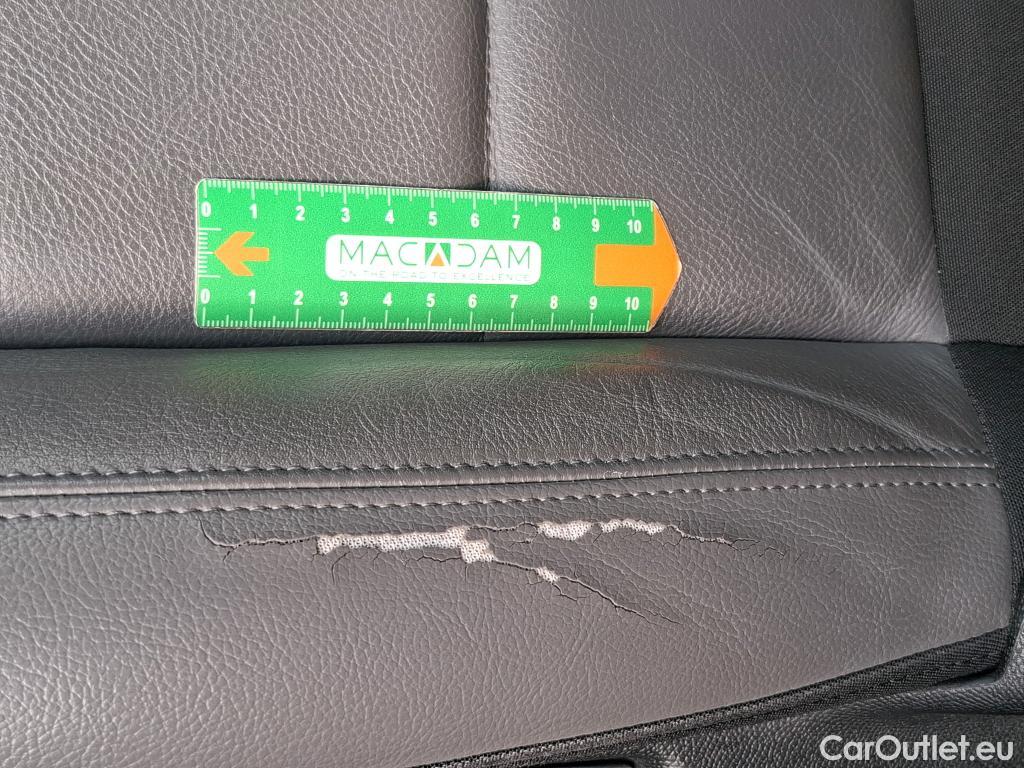 0 1 2 3 4 5 6 7 8 9 10
MACADAM
ON THE ROAD TO EXCELLENCE
0 1 2 3 4 5 6 7 8 9 10
CarOutlet.eu